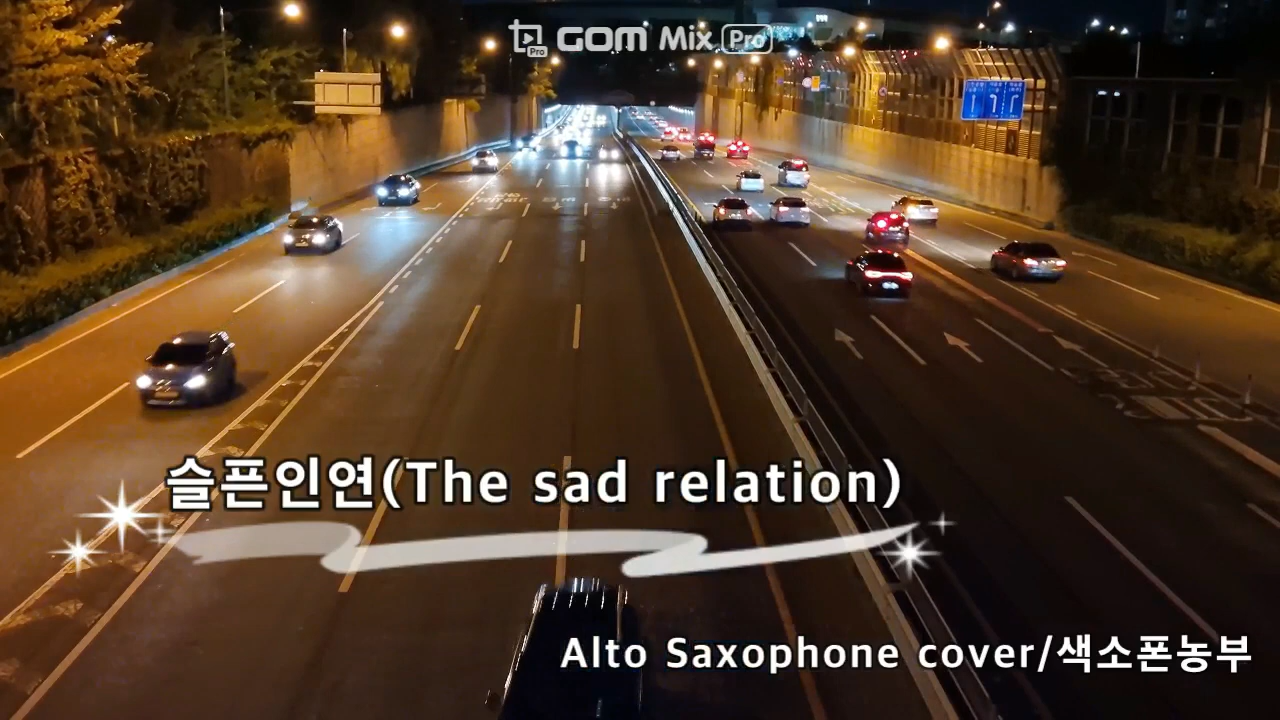 GOM Mix Pro
슬픈인연(The sad relation)
Alto Saxophone cover/색소폰농부